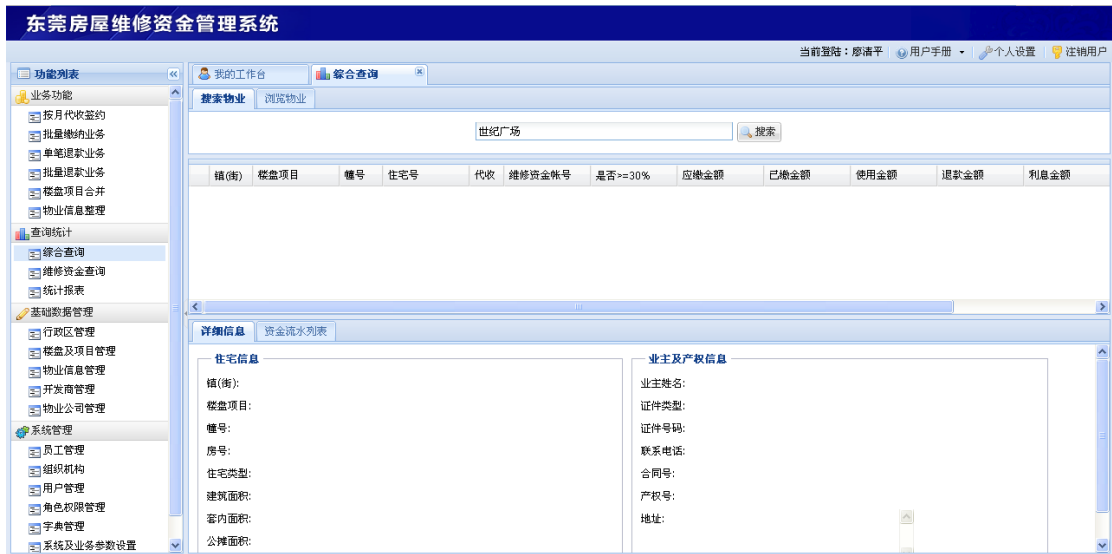 东莞房屋维修资金管理系统
当前登陆：廖清平 用户手册 个人设置 注销用户
功能列表
我的工作台 综合查询
业务功能
按月代收签约
批量缴纳业务
单笔退款业务
批量退款业务
楼盘项目合并
物业信息整理
查询统计
综合查询
维修资金查询
统计报表
基础数据管理
行政区管理
楼盘及项目管理
物业信息管理
开发商管理
物业公司管理
系统管理
员工管理
组织机构
用户管理
角色权限管理
字典管理
系统及业务参数设置
搜索物业 浏览物业
世纪广场 搜索
镇(街) 楼盘项目 幢号 住宅号 代收 维修资金帐号 是否>=30% 应缴金额 已缴金额 使用金额 退款金额 利息金额
详细信息 资金流水列表
住宅信息
镇(街):
楼盘项目:
幢号:
房号:
住宅类型:
建筑面积:
套内面积:
公摊面积:
业主及产权信息
业主姓名:
证件类型:
证件号码:
联系电话:
合同号:
产权号:
地址: